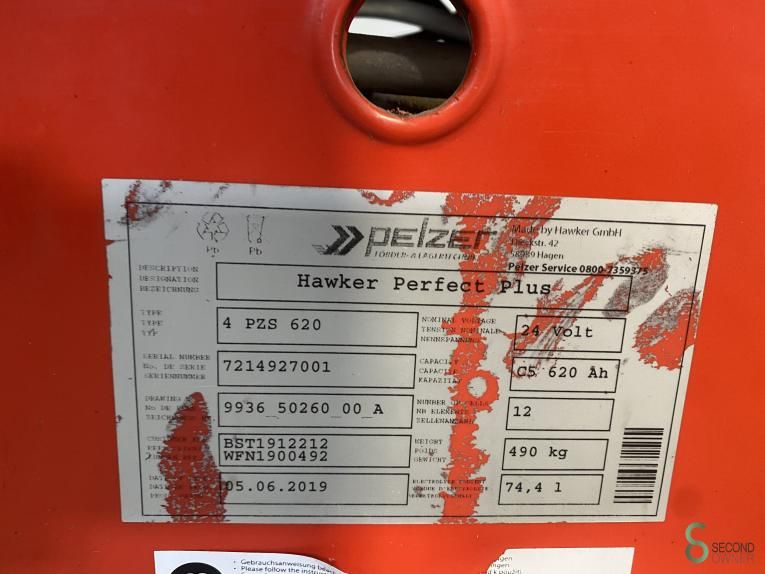 Pb Pb
pelzer
FÖRDER- & LAGERTECHNIK
Made by Hawker GmbH
Dieckstr. 42
58089 Hagen
Pelzer Service 0800-7359375
DESCRIPTION
DESIGNATION
BEZEICHNUNG
Hawker Perfect Plus
TYPE
TYPE
TYP
4 PZS 620
NOMINAL VOLTAGE
TENSION NOMINALE
NENNSPANNUNG
24 Volt
SERIAL NUMBER
No. DE SERIE
SERIENNUMMER
7214927001
CAPACITY
CAPACITE
KAPAZITÄT
C5 620 Ah
DRAWING
No DE
9936_50260_00_A
NUMBER OF CELLS
NB ELEMENTS
ZELLENANZAHL
12
BST1912212
WFN1900492
WEIGHT
POIDS
GEWICHT
490 kg
05.06.2019
74,4 l
• Gebrauchsanweisung
• Please follow the
SECOND
OWNER